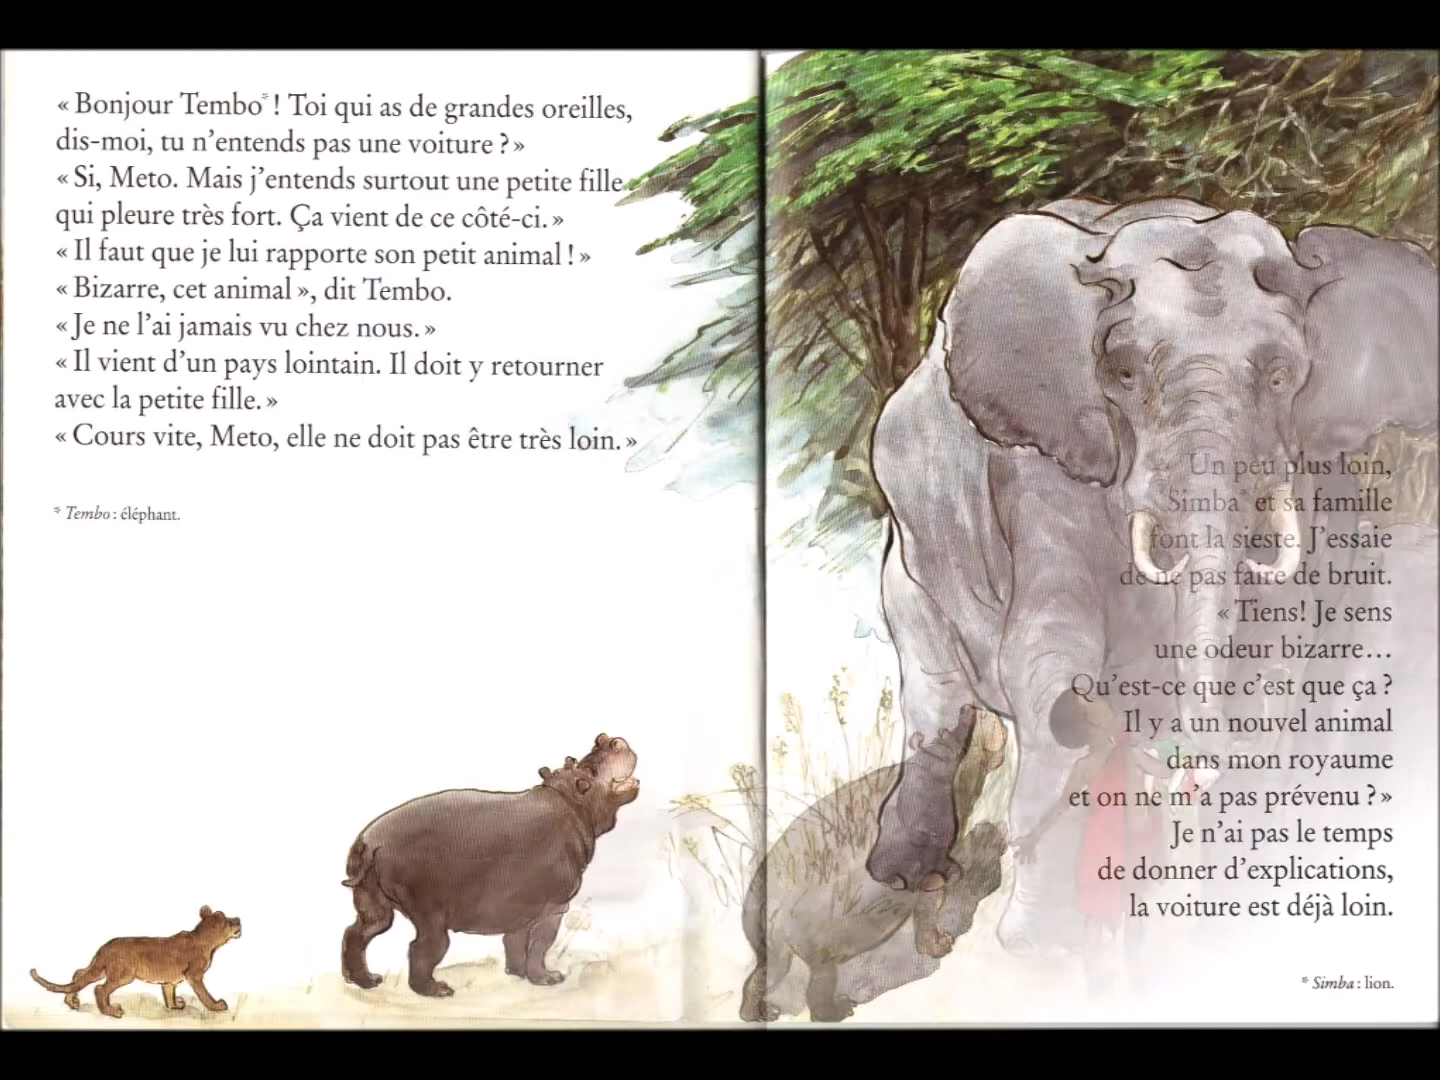 « Bonjour Tembo* ! Toi qui as de grandes oreilles,
dis-moi, tu n'entends pas une voiture ? »
« Si, Meto. Mais j'entends surtout une petite fille
qui pleure très fort. Ça vient de ce côté-ci. »
« Il faut que je lui rapporte son petit animal ! »
« Bizarre, cet animal », dit Tembo.
« Je ne l'ai jamais vu chez nous. »
« Il vient d'un pays lointain. Il doit y retourner
avec la petite fille. »
« Cours vite, Meto, elle ne doit pas être très loin. »
* Tembo : éléphant.
Un peu plus loin,
Simba* et sa famille
font la sieste. J'essaie
de ne pas faire de bruit.
« Tiens! Je sens
une odeur bizarre…
Qu'est-ce que c'est que ça ?
Il y a un nouvel animal
dans mon royaume
et on ne m'a pas prévenu ? »
Je n'ai pas le temps
de donner d'explications,
la voiture est déjà loin.
* Simba : lion.